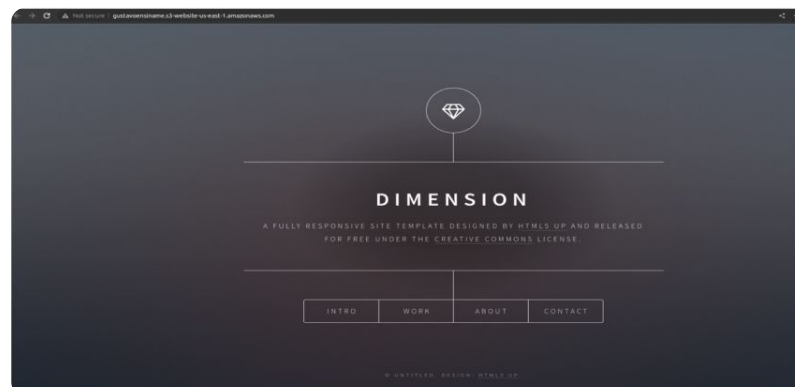 Not secure | gustavoensiname.s3-website-us-east-1.amazonaws.com
DIMENSION
A FULLY RESPONSIVE SITE TEMPLATE DESIGNED BY HTML5 UP AND RELEASED
FOR FREE UNDER THE CREATIVE COMMONS LICENSE.
INTRO WORK ABOUT CONTACT
© UNTITLED. DESIGN: HTML5 UP.